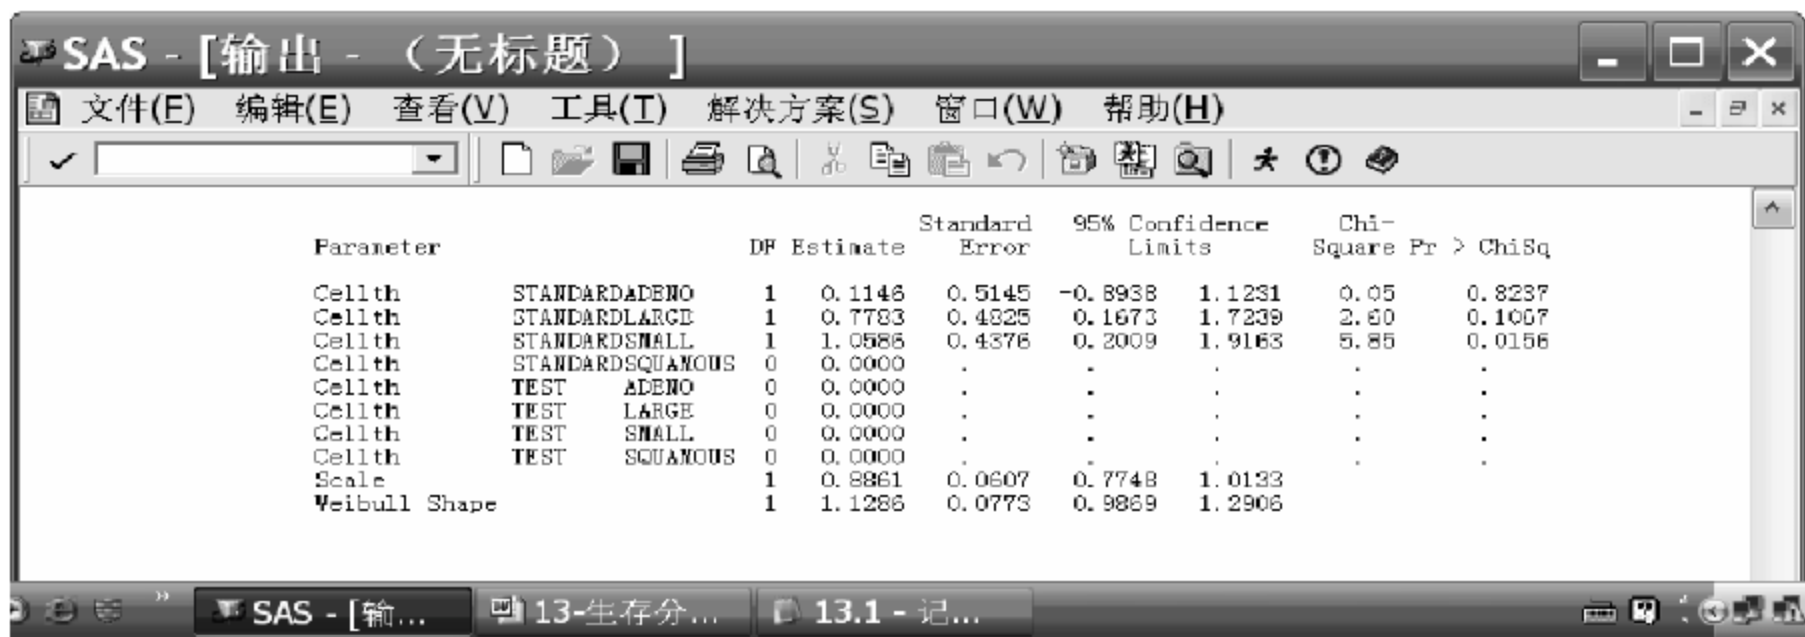 SAS - [输出 - （无标题） ]
文件(F) 编辑(E) 查看(V) 工具(T) 解决方案(S) 窗口(W) 帮助(H)
Standard 95% Confidence Chi-
Parameter DF Estimate Error Limits Square Pr > ChiSq
Cellth STANDARDADENO 1 0.1146 0.5145 -0.8938 1.1231 0.05 0.8237
Cellth STANDARDLARGE 1 0.7783 0.4825 -0.1673 1.7239 2.60 0.1067
Cellth STANDARDSMALL 1 1.0586 0.4376 0.2009 1.9163 5.85 0.0156
Cellth STANDARDSQUAMOUS 0 0.0000 . . . . .
Cellth TEST ADENO 0 0.0000 . . . . .
Cellth TEST LARGE 0 0.0000 . . . . .
Cellth TEST SMALL 0 0.0000 . . . . .
Cellth TEST SQUAMOUS 0 0.0000 . . . . .
Scale 1 0.8861 0.0607 0.7748 1.0133
Weibull Shape 1 1.1286 0.0773 0.9869 1.2906
SAS - [输... 13-生存分... 13.1 - 记...